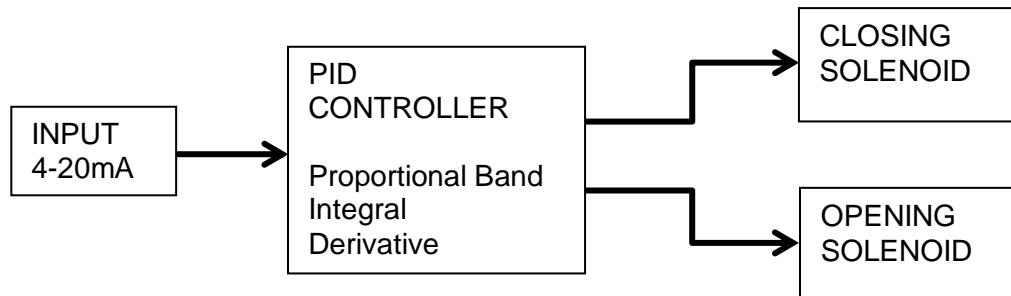 INPUT
4-20mA
PID
CONTROLLER
Proportional Band
Integral
Derivative
CLOSING
SOLENOID
OPENING
SOLENOID